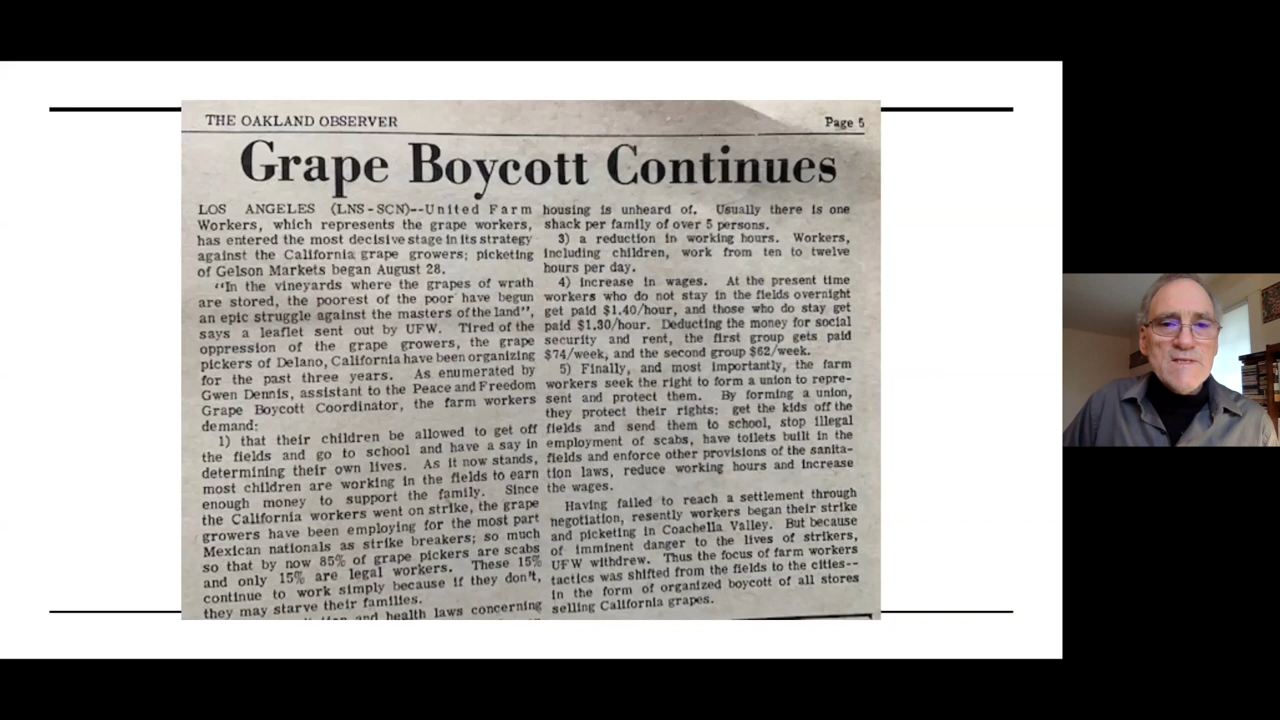 THE OAKLAND OBSERVER
Page 5
Grape Boycott Continues
LOS ANGELES (LNS-SCN)--United Farm
Workers, which represents the grape workers,
has entered the most decisive stage in its strategy
against the California grape growers; picketing
of Gelson Markets began August 28.
"In the vineyards where the grapes of wrath
are stored, the poorest of the poor have begun
an epic struggle against the masters of the land",
says a leaflet sent out by UFW. Tired of the
oppression of the grape growers, the grape
pickers of Delano, California have been organizing
for the past three years. As enumerated by
Gwen Dennis, assistant to the Peace and Freedom
Grape Boycott Coordinator, the farm workers
demand:
1) that their children be allowed to get off
the fields and go to school and have a say in
determining their own lives. As it now stands,
most children are working in the fields to earn
enough money to support the family. Since
the California workers went on strike, the grape
growers have been employing for the most part
Mexican nationals as strike breakers; so much
so that by now 85% of grape pickers are scabs
and only 15% are legal workers. These 15%
continue to work simply because if they don't,
they may starve their families.
and health laws concerning
housing is unheard of. Usually there is one
shack per family of over 5 persons.
3) a reduction in working hours. Workers,
including children, work from ten to twelve
hours per day.
4) increase in wages. At the present time
workers who do not stay in the fields overnight
get paid $1.40/hour, and those who do stay get
paid $1.30/hour. Deducting the money for social
security and rent, the first group gets paid
$74/week, and the second group $62/week.
5) Finally, and most importantly, the farm
workers seek the right to form a union to repre-
sent and protect them. By forming a union,
they protect their rights: get the kids off the
fields and send them to school, stop illegal
employment of scabs, have toilets built in the
fields and enforce other provisions of the sanita-
tion laws, reduce working hours and increase
the wages.
Having failed to reach a settlement through
negotiation, resently workers began their strike
and picketing in Coachella Valley. But because
of imminent danger to the lives of strikers,
UFW withdrew. Thus the focus of farm workers
tactics was shifted from the fields to the cities--
in the form of organized boycott of all stores
selling California grapes.